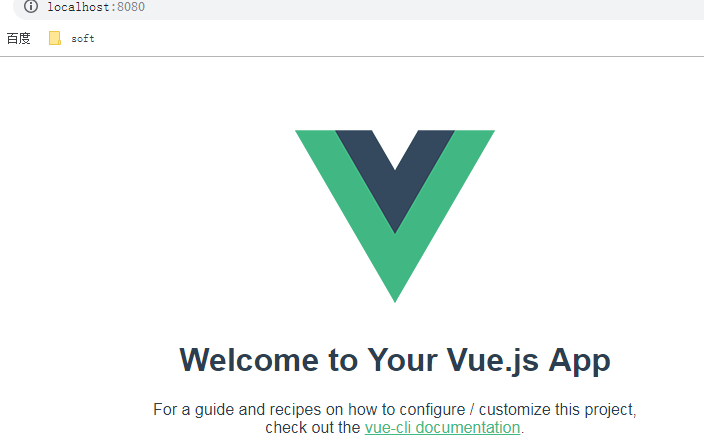 localhost:8080
百度 soft
Welcome to Your Vue.js App
For a guide and recipes on how to configure / customize this project,
check out the vue-cli documentation.